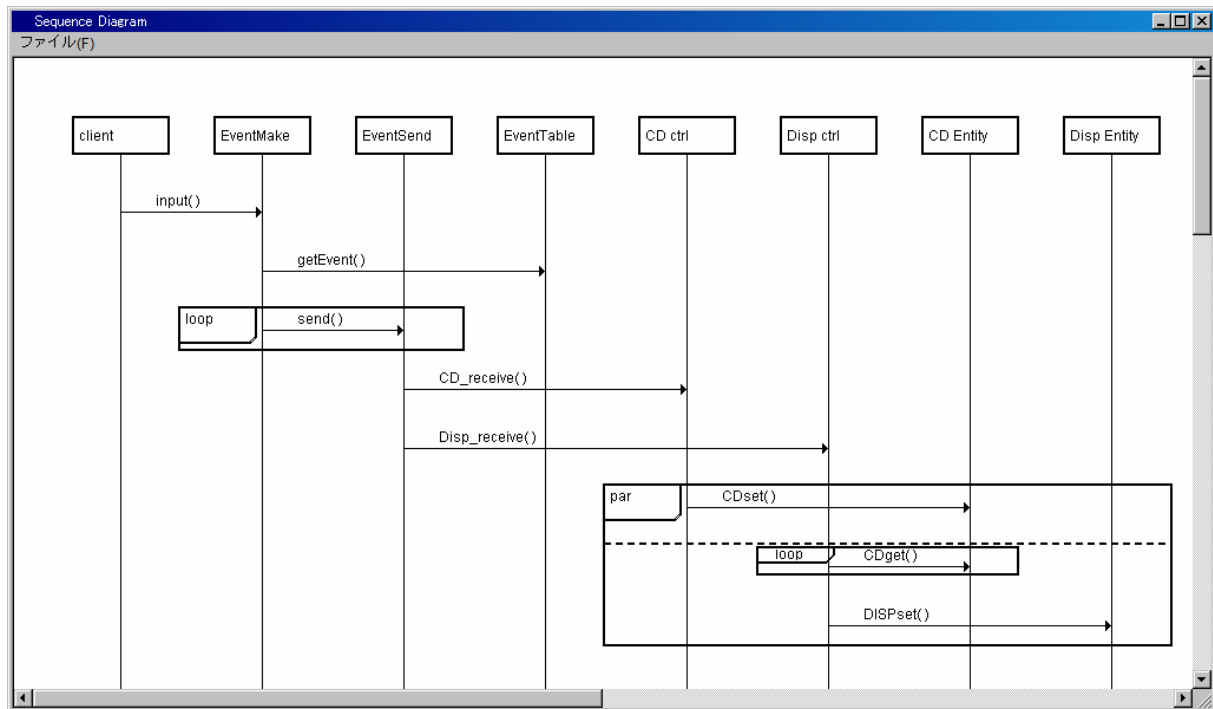 Sequence Diagram
ファイル(F)
client
EventMake
EventSend
EventTable
CD ctrl
Disp ctrl
CD Entity
Disp Entity
input()
getEvent()
loop
send()
CD_receive()
Disp_receive()
par
CDset()
loop
CDget()
DISPset()